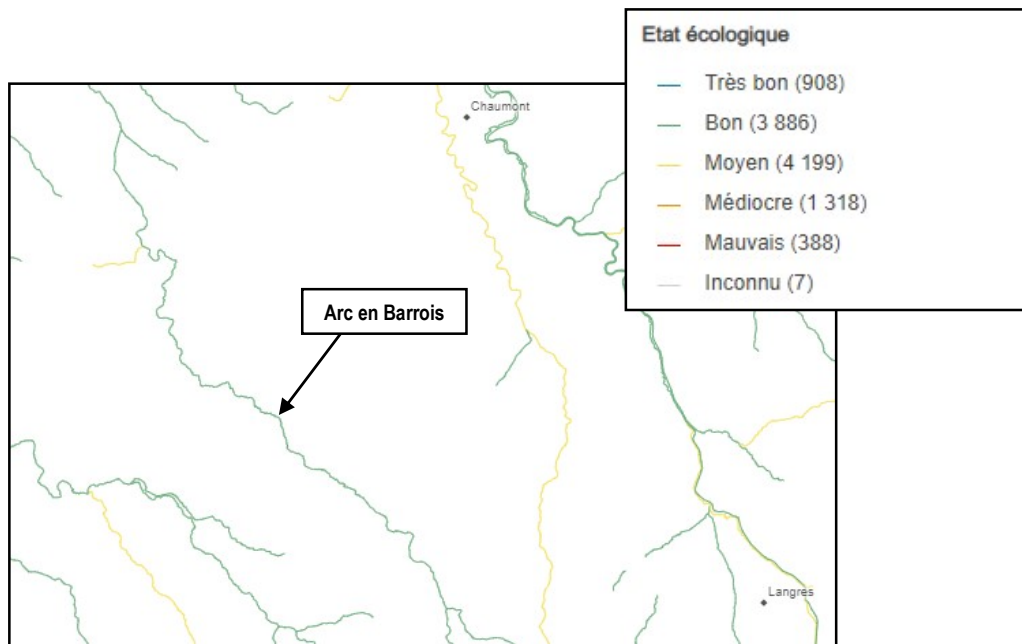 Etat écologique
Très bon (908)
Bon (3 886)
Moyen (4 199)
Médiocre (1 318)
Mauvais (388)
Inconnu (7)
Chaumont
Arc en Barrois
Langres